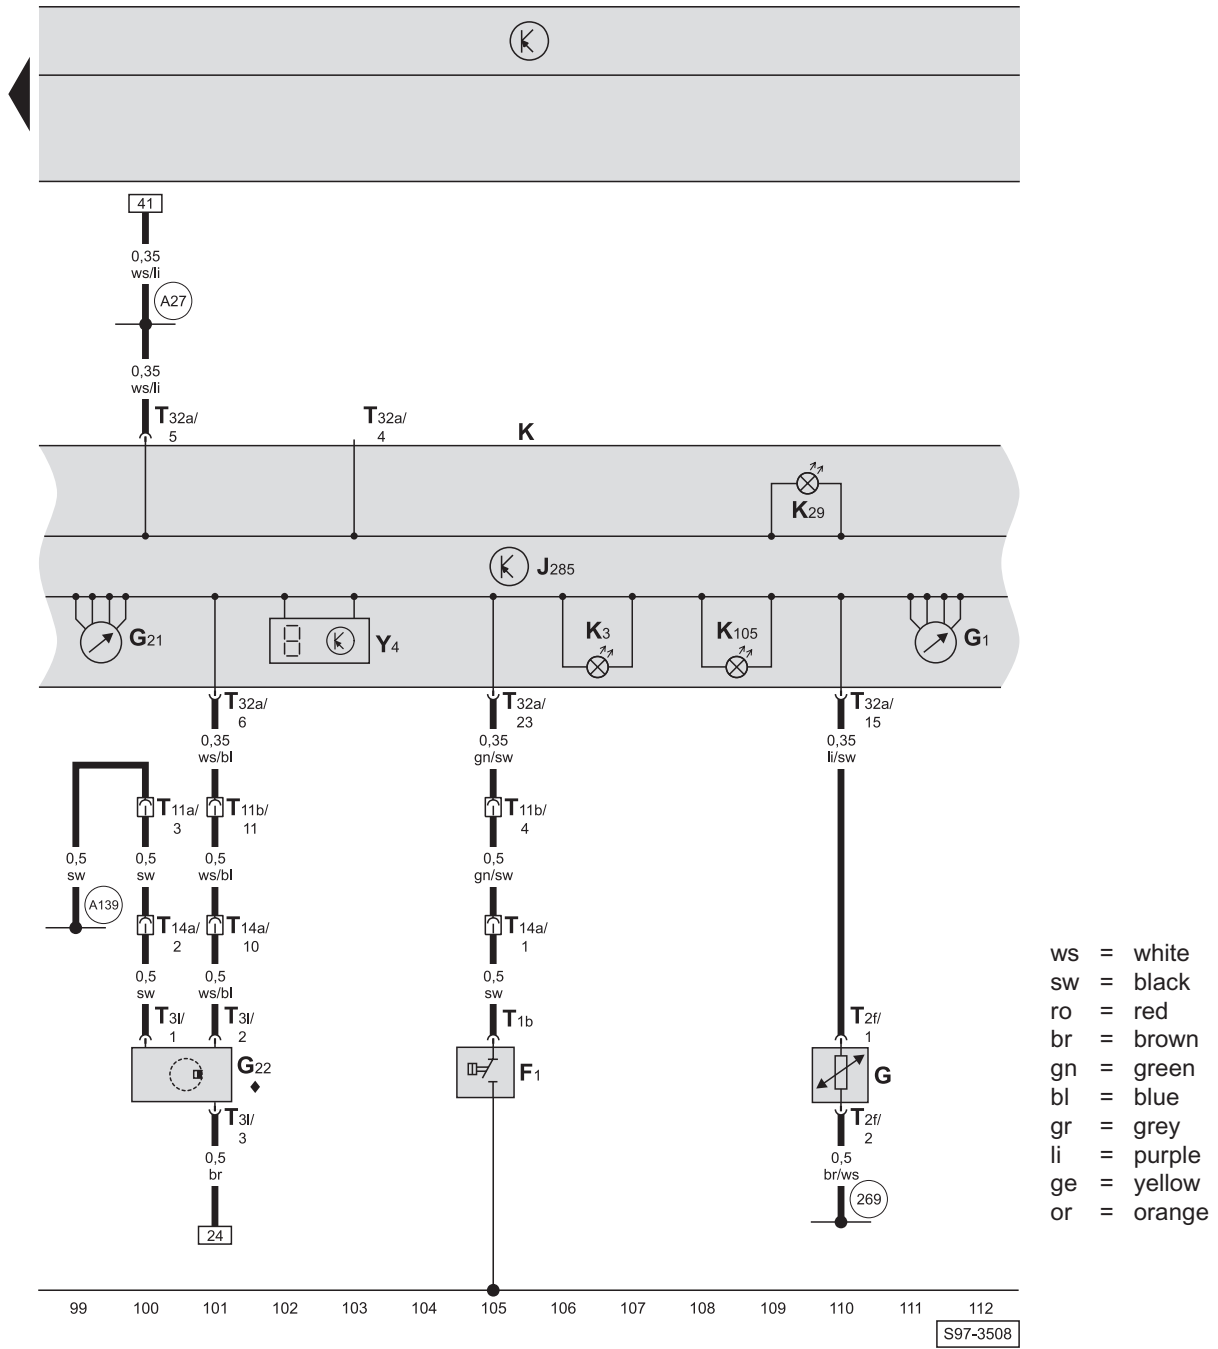 41
0,35
ws/li
A27
0,35
ws/li
T32a/
5
T32a/
4
K
K29
J285
G21
Y4
K3
K105
G1
T32a/
6
T32a/
23
T32a/
15
0,35
ws/bl
0,35
gn/sw
0,35
li/sw
T11a/
3
T11b/
11
T11b/
4
0,5
sw
0,5
sw
0,5
ws/bl
0,5
gn/sw
A139
T14a/
2
T14a/
10
T14a/
1
0,5
sw
0,5
ws/bl
0,5
sw
T3l/
1
T3l/
2
T1b
T2f/
1
G22
F1
G
T3l/
3
T2f/
2
0,5
br
0,5
br/ws
269
24
ws = white
sw = black
ro = red
br = brown
gn = green
bl = blue
gr = grey
li = purple
ge = yellow
or = orange
99 100 101 102 103 104 105 106 107 108 109 110 111 112
S97-3508